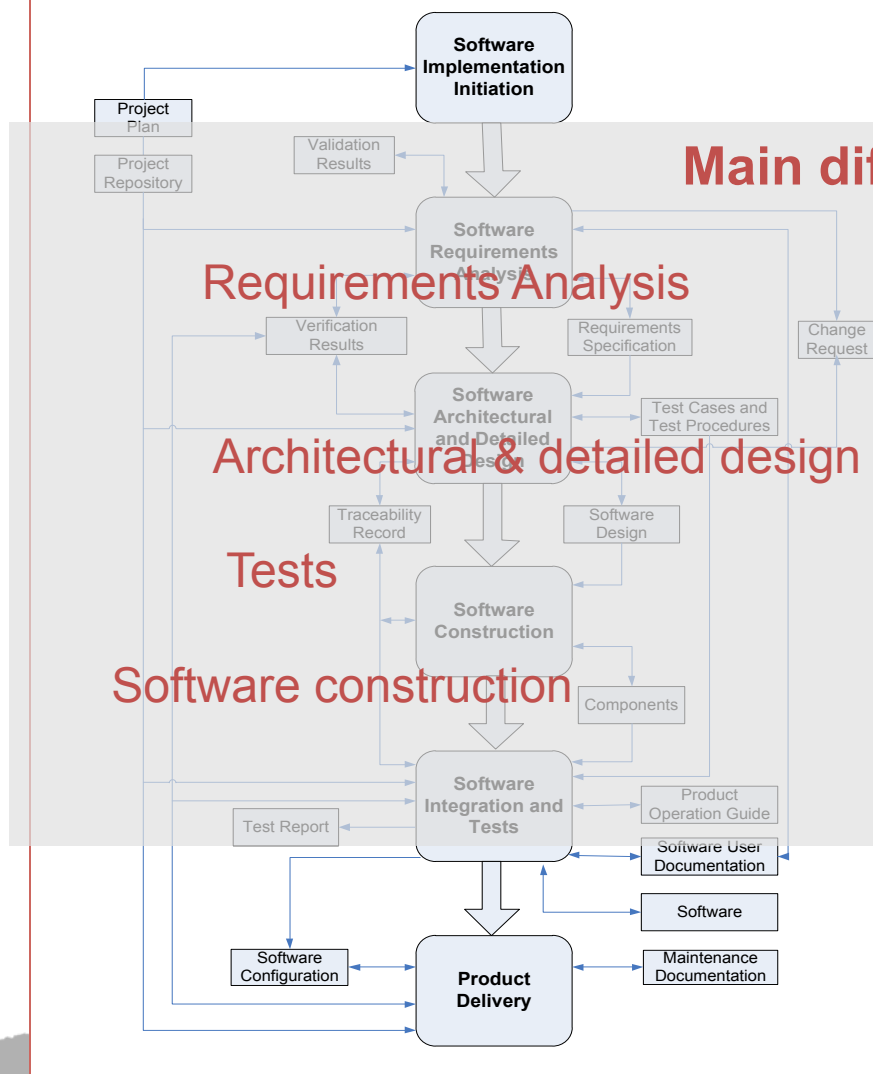 Software
Implementation
Initiation
Project
Plan
Project
Repository
Validation
Results
Main dif
Software
Requirements
Analysis
Requirements Analysis
Verification
Results
Requirements
Specification
Change
Request
Software
Architectural
and Detailed
Design
Test Cases and
Test Procedures
Architectural & detailed design
Traceability
Record
Software
Design
Tests
Software
Construction
Software construction
Components
Software
Integration and
Tests
Product
Operation Guide
Test Report
Software User
Documentation
Software
Software
Configuration
Product
Delivery
Maintenance
Documentation